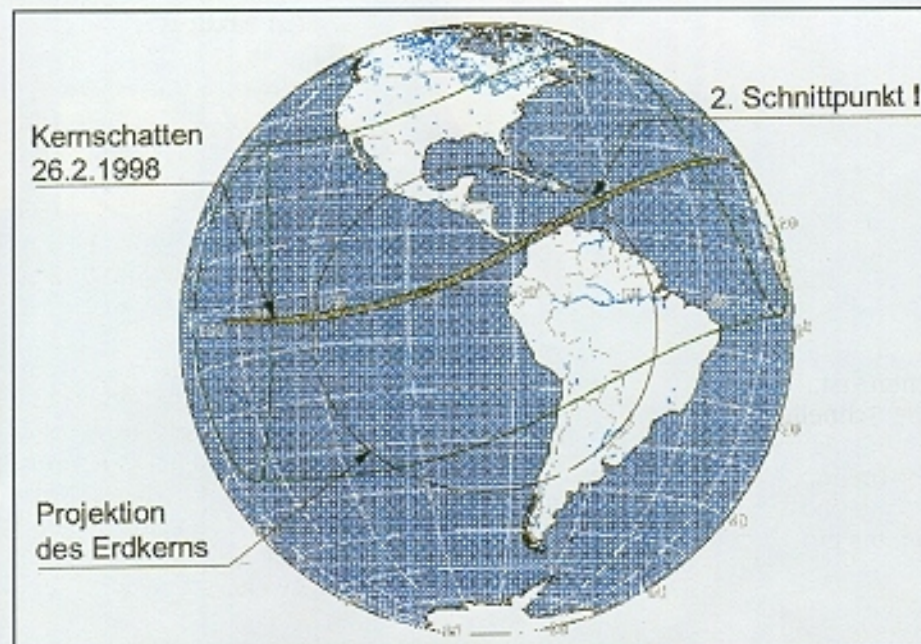 Kernschatten
26.2.1998
2. Schnittpunkt !
Projektion
des Erdkerns